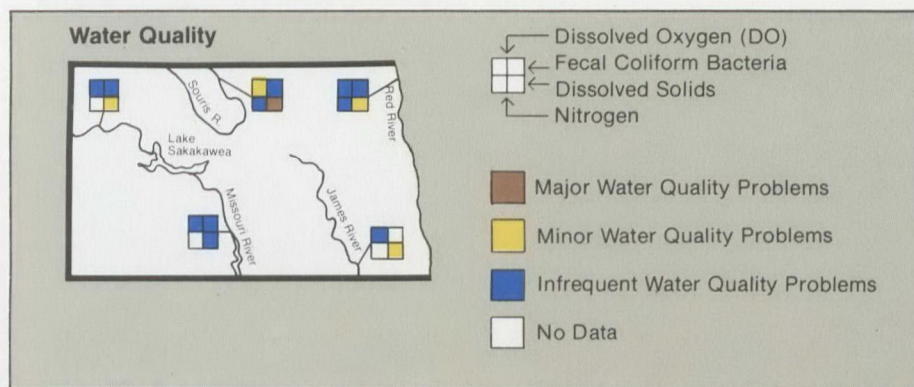 Water Quality
Souris R.
Red River
Lake
Sakakawea
Missouri River
James River
Dissolved Oxygen (DO)
Fecal Coliform Bacteria
Dissolved Solids
Nitrogen
Major Water Quality Problems
Minor Water Quality Problems
Infrequent Water Quality Problems
No Data